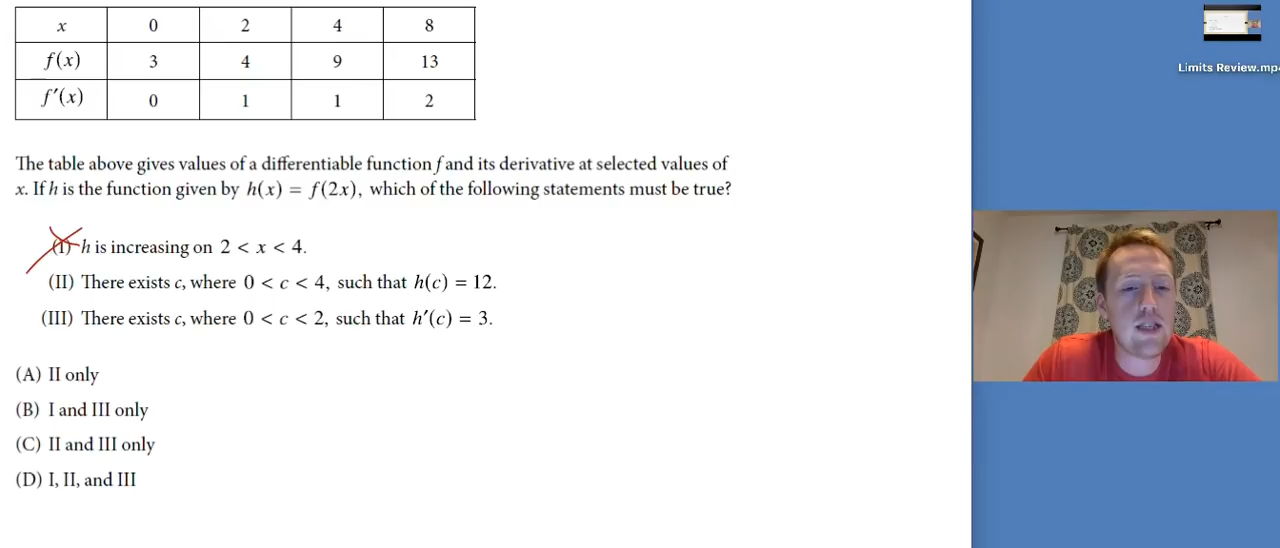 x 0 2 4 8
f(x) 3 4 9 13
f′(x) 0 1 1 2
Limits Review.mp4
The table above gives values of a differentiable function f and its derivative at selected values of
x. If h is the function given by h(x) = f(2x), which of the following statements must be true?
(I) h is increasing on 2 < x < 4.
(II) There exists c, where 0 < c < 4, such that h(c) = 12.
(III) There exists c, where 0 < c < 2, such that h′(c) = 3.
(A) II only
(B) I and III only
(C) II and III only
(D) I, II, and III